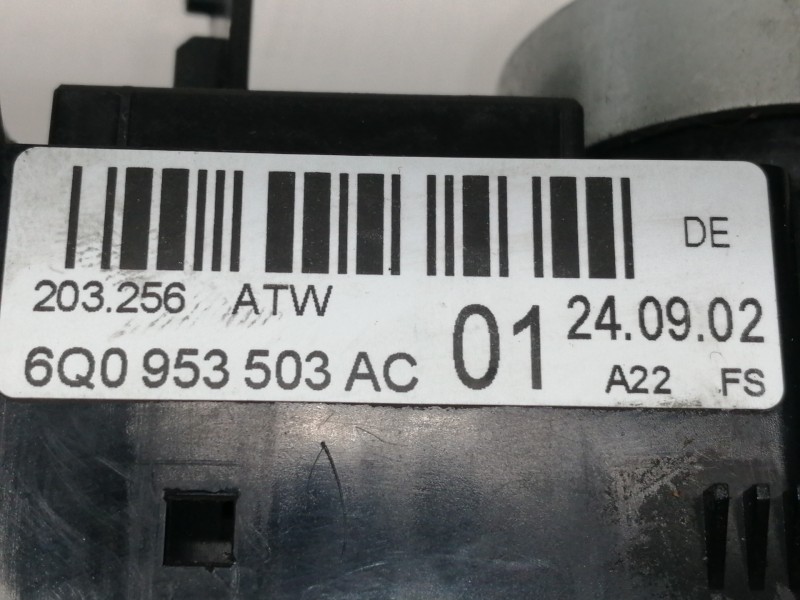 DE
203.256 ATW
01 24.09.02
6Q0 953 503 AC
A22 FS